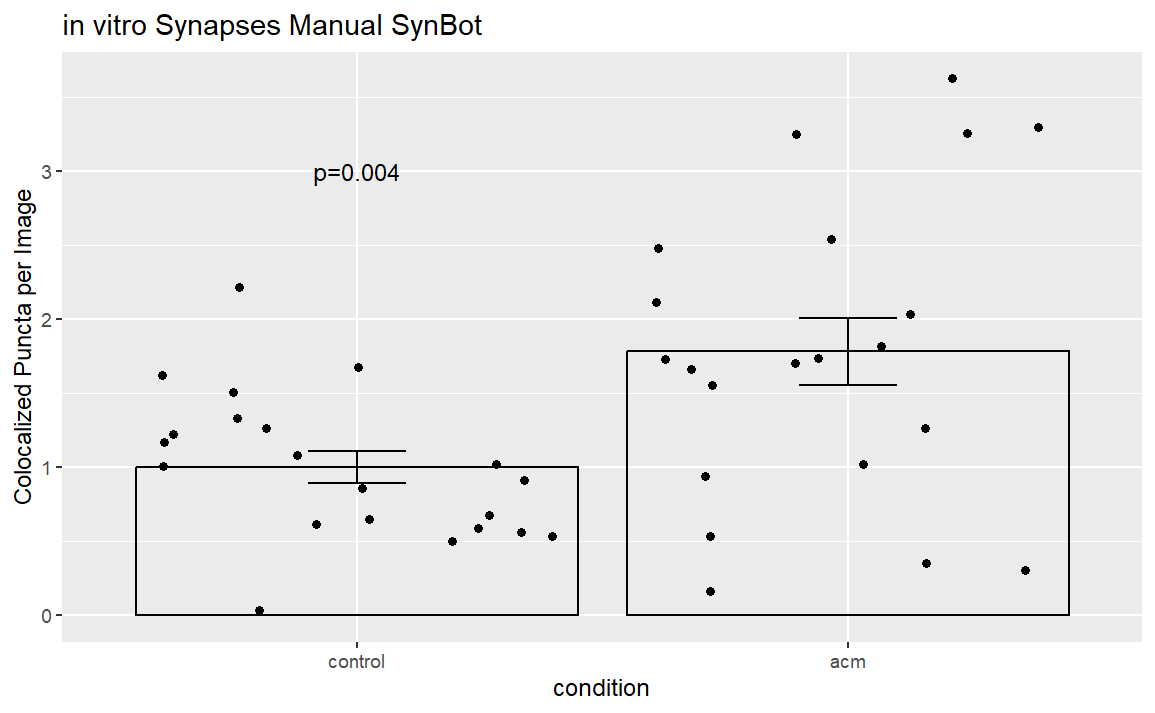 in vitro Synapses Manual SynBot
Colocalized Puncta per Image
3
2
1
0
p=0.004
control
acm
condition